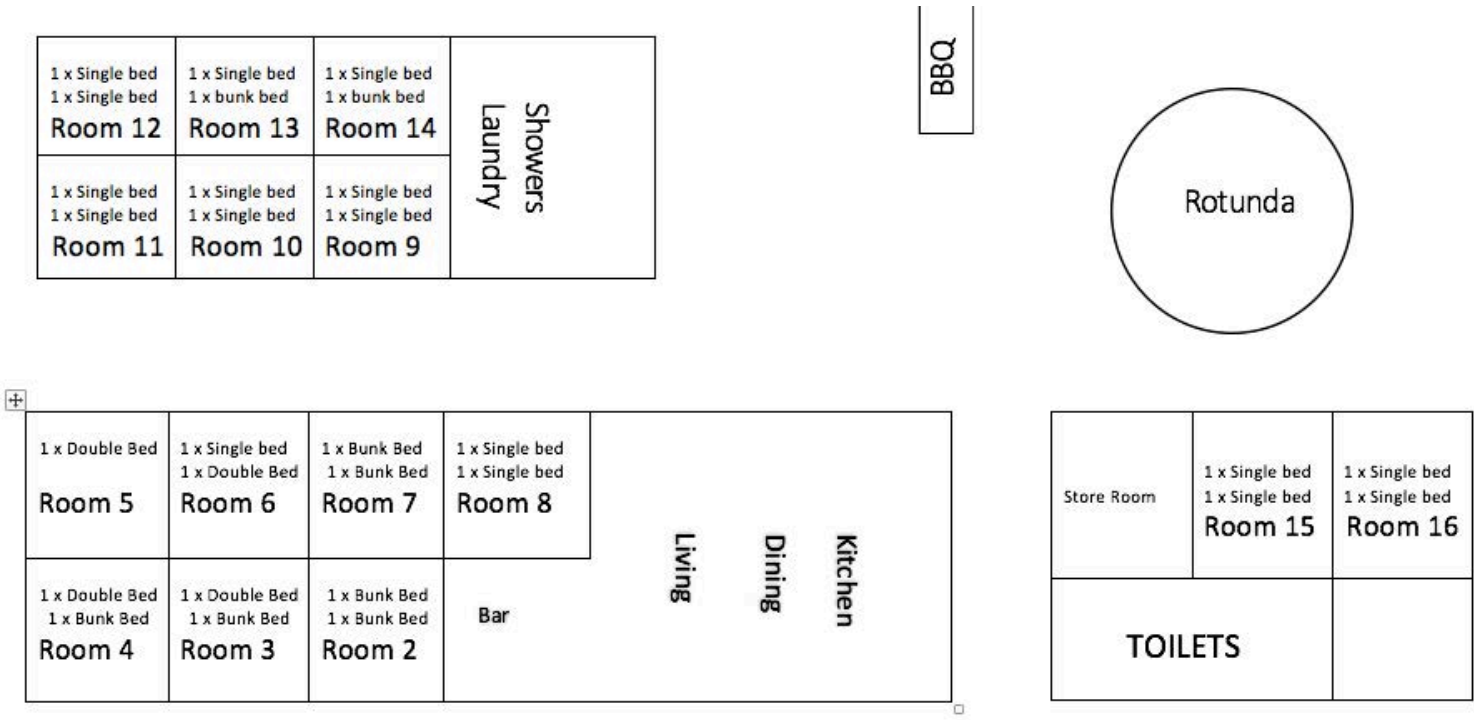 1 x Single bed
1 x Single bed
Room 12
1 x Single bed
1 x bunk bed
Room 13
1 x Single bed
1 x bunk bed
Room 14
Showers
Laundry
BBQ
Rotunda
1 x Single bed
1 x Single bed
Room 11
1 x Single bed
1 x Single bed
Room 10
1 x Single bed
1 x Single bed
Room 9
1 x Double Bed
Room 5
1 x Single bed
1 x Double Bed
Room 6
1 x Bunk Bed
1 x Bunk Bed
Room 7
1 x Single bed
1 x Single bed
Room 8
Living
Dining
Kitchen
Store Room
1 x Single bed
1 x Single bed
Room 15
1 x Single bed
1 x Single bed
Room 16
1 x Double Bed
1 x Bunk Bed
Room 4
1 x Double Bed
1 x Bunk Bed
Room 3
1 x Bunk Bed
1 x Bunk Bed
Room 2
Bar
TOILETS